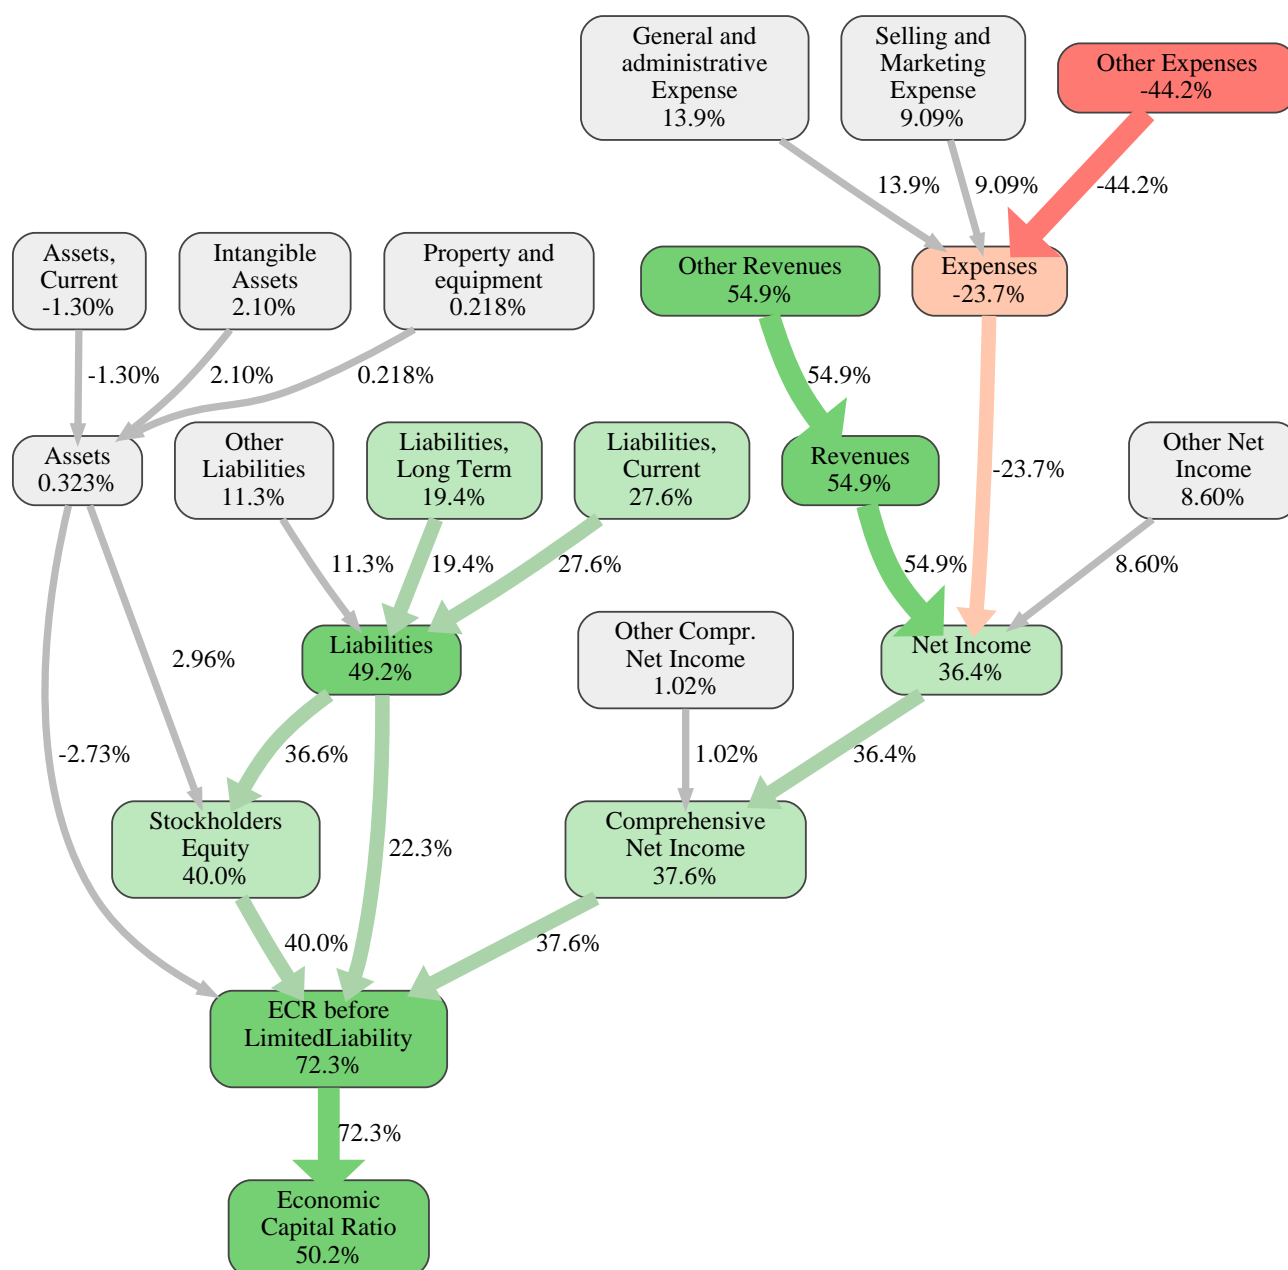 General and
administrative
Expense
13.9%
Selling and
Marketing
Expense
9.09%
Other Expenses
-44.2%
13.9%
9.09%
-44.2%
Assets,
Current
-1.30%
Intangible
Assets
2.10%
Property and
equipment
0.218%
Other Revenues
54.9%
Expenses
-23.7%
-1.30%
2.10%
0.218%
54.9%
Assets
0.323%
Other
Liabilities
11.3%
Liabilities,
Long Term
19.4%
Liabilities,
Current
27.6%
Revenues
54.9%
-23.7%
Other Net
Income
8.60%
11.3%
19.4%
27.6%
54.9%
8.60%
Liabilities
49.2%
Other Compr.
Net Income
1.02%
Net Income
36.4%
2.96%
-2.73%
36.6%
1.02%
36.4%
Stockholders
Equity
40.0%
22.3%
Comprehensive
Net Income
37.6%
40.0%
37.6%
ECR before
LimitedLiability
72.3%
72.3%
Economic
Capital Ratio
50.2%